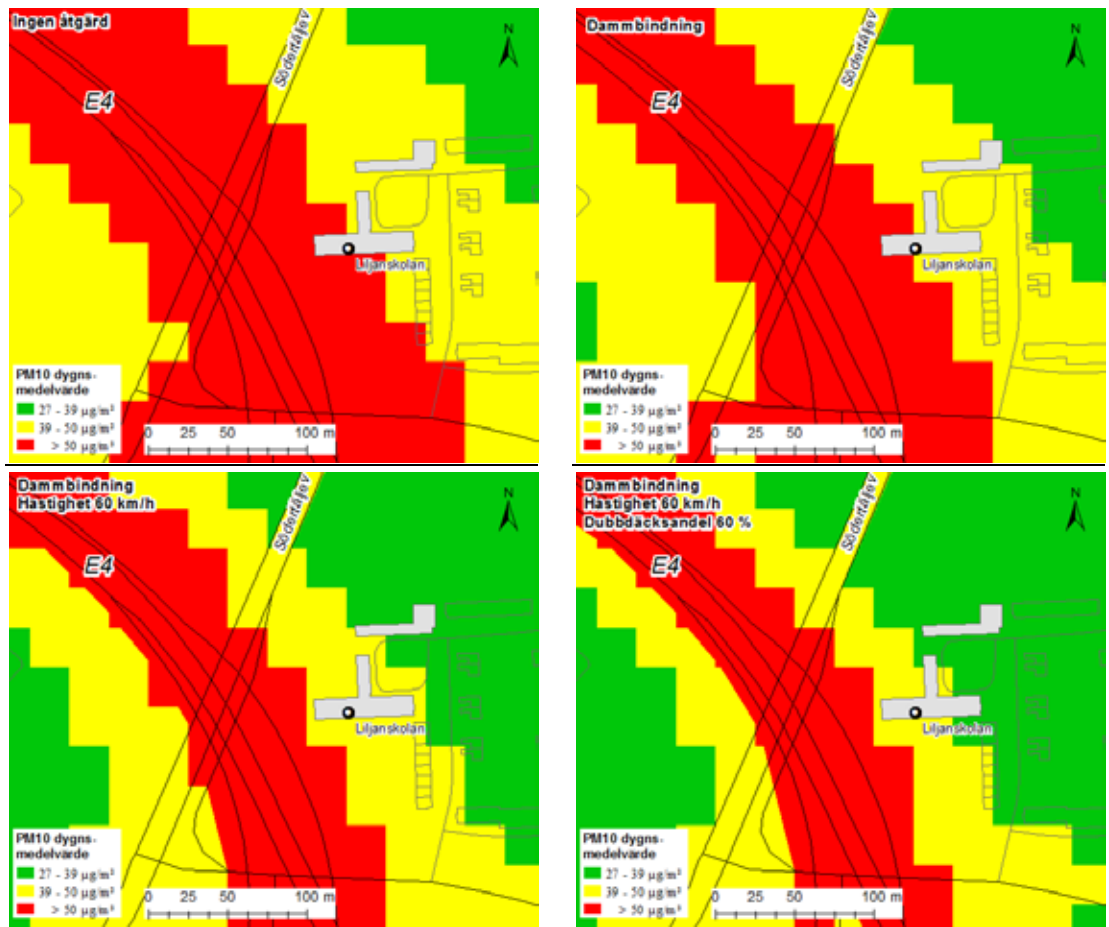 Ingen åtgärd
Södertäljev
N
E4
Liljanskolan
PM10 dygns-
medelvärde
27 - 39 µg/m³
39 - 50 µg/m³
> 50 µg/m³
0 25 50 100 m
Dammbindning
Södertäljev
N
E4
Liljanskolan
PM10 dygns-
medelvärde
27 - 39 µg/m³
39 - 50 µg/m³
> 50 µg/m³
0 25 50 100 m
Dammbindning
Hastighet 60 km/h
Södertäljev
N
E4
Liljanskolan
PM10 dygns-
medelvärde
27 - 39 µg/m³
39 - 50 µg/m³
> 50 µg/m³
0 25 50 100 m
Dammbindning
Hastighet 60 km/h
Dubbdäcksandel 60 %
Södertäljev
N
E4
Liljanskolan
PM10 dygns-
medelvärde
27 - 39 µg/m³
39 - 50 µg/m³
> 50 µg/m³
0 25 50 100 m